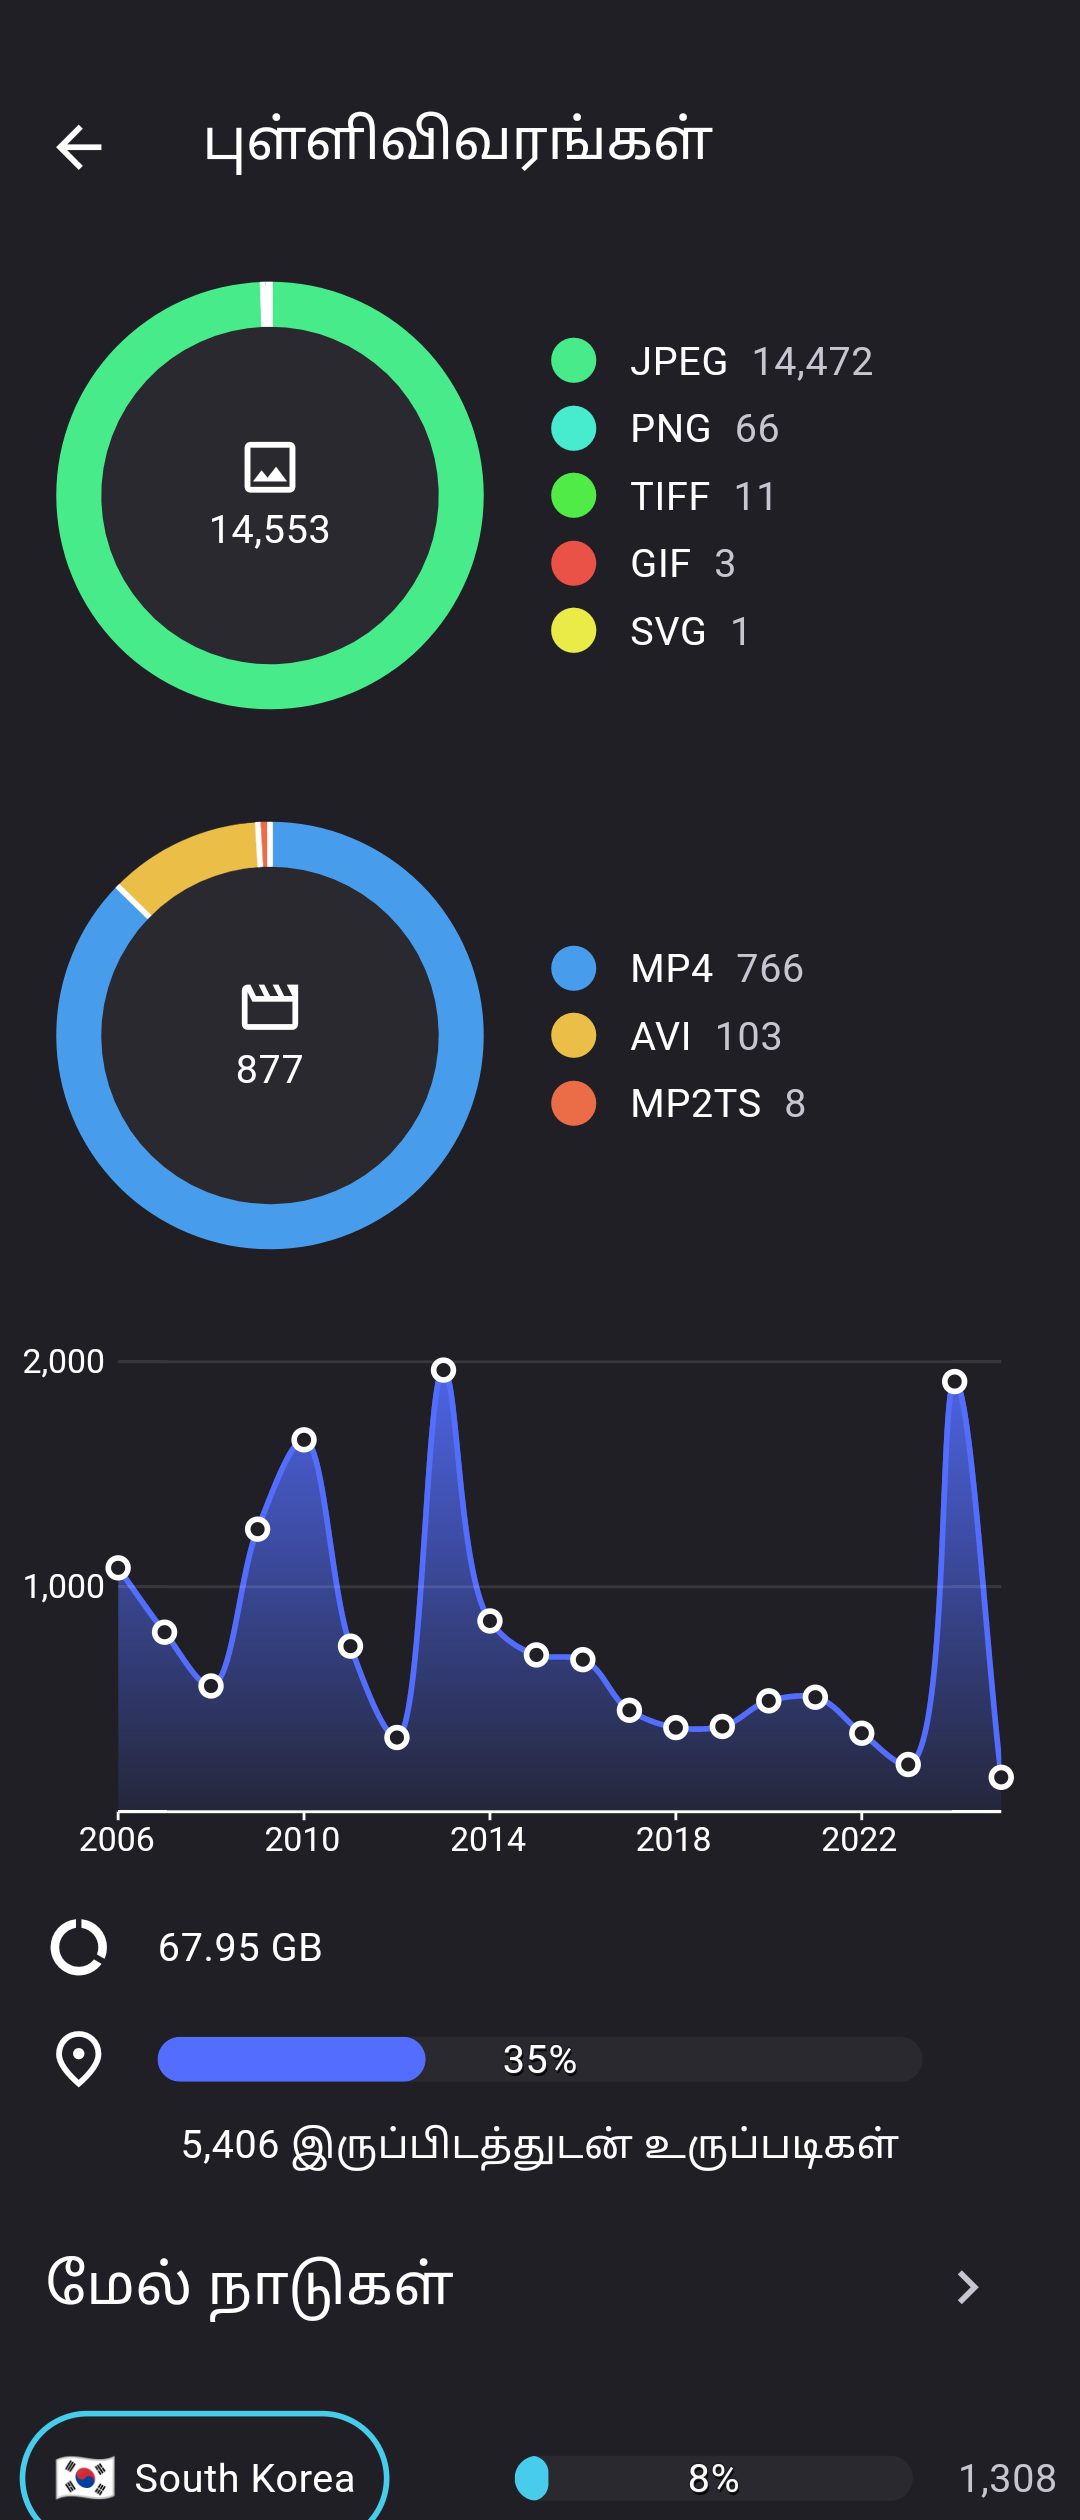 புள்ளிவிவரங்கள்
14,553
JPEG 14,472
PNG 66
TIFF 11
GIF 3
SVG 1
877
MP4 766
AVI 103
MP2TS 8
2,000
1,000
2006 2010 2014 2018 2022
67.95 GB
35%
5,406 இருப்பிடத்துடன் உருப்படிகள்
மேல் நாடுகள்
South Korea 8% 1,308